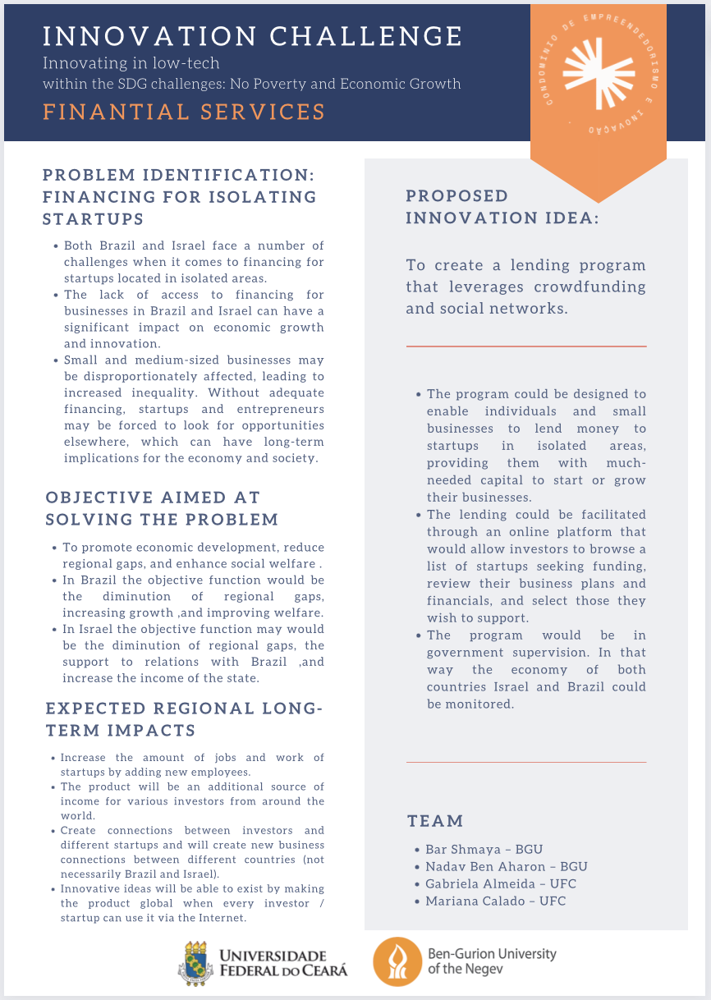 INNOVATION CHALLENGE
Innovating in low-tech
within the SDG challenges: No Poverty and Economic Growth
FINANTIAL SERVICES
CONDOMÍNIO DE EMPREENDEDORISMO E INOVAÇÃO .
PROBLEM IDENTIFICATION:
FINANCING FOR ISOLATING
STARTUPS
• Both Brazil and Israel face a number of
challenges when it comes to financing for
startups located in isolated areas.
• The lack of access to financing for
businesses in Brazil and Israel can have a
significant impact on economic growth
and innovation.
• Small and medium-sized businesses may
be disproportionately affected, leading to
increased inequality. Without adequate
financing, startups and entrepreneurs
may be forced to look for opportunities
elsewhere, which can have long-term
implications for the economy and society.
OBJECTIVE AIMED AT
SOLVING THE PROBLEM
• To promote economic development, reduce
regional gaps, and enhance social welfare .
• In Brazil the objective function would be
the diminution of regional gaps,
increasing growth ,and improving welfare.
• In Israel the objective function may would
be the diminution of regional gaps, the
support to relations with Brazil ,and
increase the income of the state.
EXPECTED REGIONAL LONG-
TERM IMPACTS
• Increase the amount of jobs and work of
startups by adding new employees.
• The product will be an additional source of
income for various investors from around the
world.
• Create connections between investors and
different startups and will create new business
connections between different countries (not
necessarily Brazil and Israel).
• Innovative ideas will be able to exist by making
the product global when every investor /
startup can use it via the Internet.
PROPOSED
INNOVATION IDEA:
To create a lending program
that leverages crowdfunding
and social networks.
• The program could be designed to
enable individuals and small
businesses to lend money to
startups in isolated areas,
providing them with much-
needed capital to start or grow
their businesses.
• The lending could be facilitated
through an online platform that
would allow investors to browse a
list of startups seeking funding,
review their business plans and
financials, and select those they
wish to support.
• The program would be in
government supervision. In that
way the economy of both
countries Israel and Brazil could
be monitored.
TEAM
• Bar Shmaya – BGU
• Nadav Ben Aharon – BGU
• Gabriela Almeida – UFC
• Mariana Calado – UFC
UNIVERSIDADE
FEDERAL DO CEARÁ
Ben-Gurion University
of the Negev